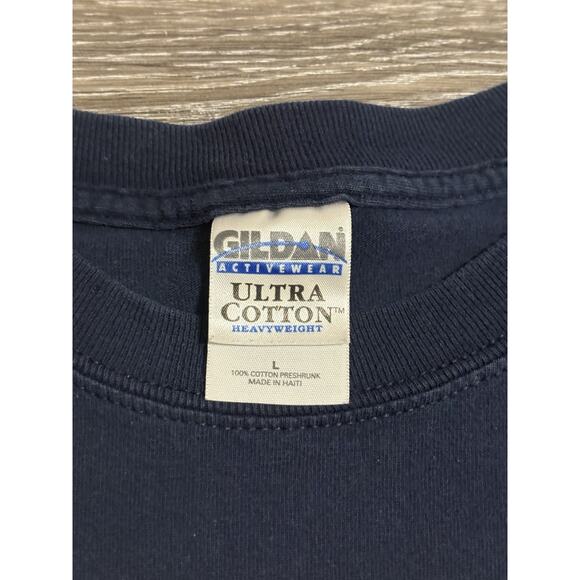 GILDAN
ACTIVEWEAR
ULTRA
COTTON™
HEAVYWEIGHT
L
100% COTTON PRESHRUNK
MADE IN HAITI